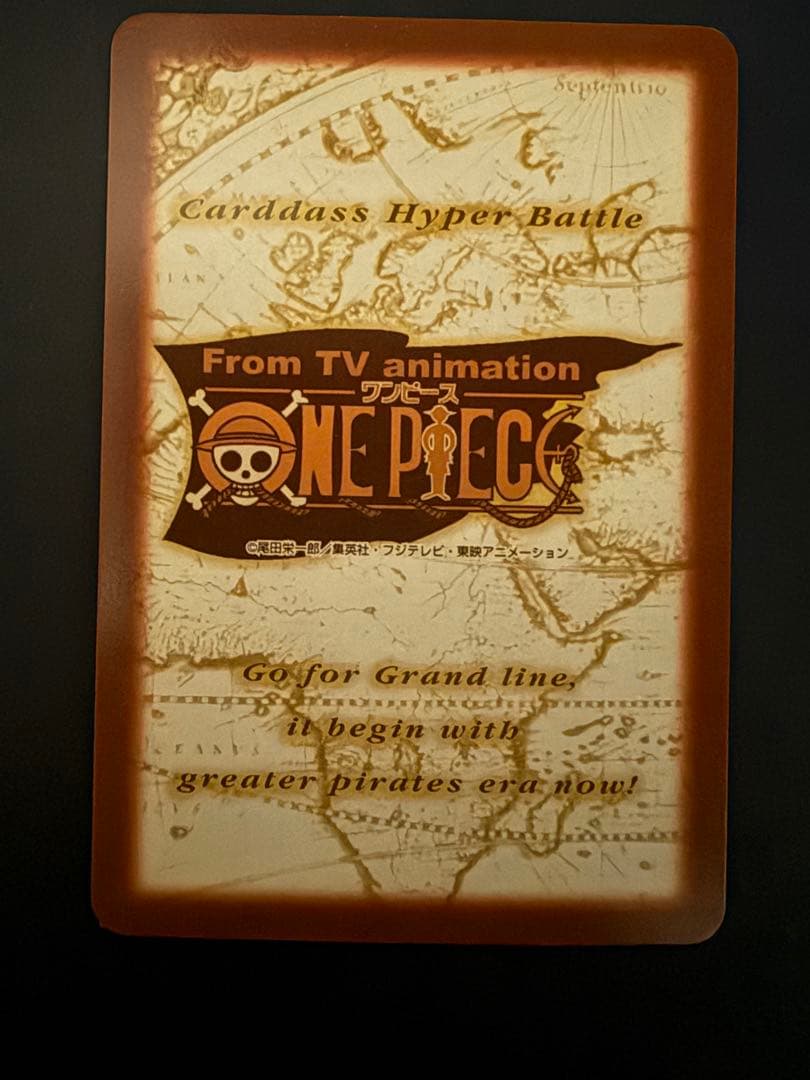 Septentrio
Carddass Hyper Battle
From TV animation
ワンピース
ONE PIECE
©尾田栄一郎/集英社・フジテレビ・東映アニメーション
Go for Grand line,
it begin with
greater pirates era now!